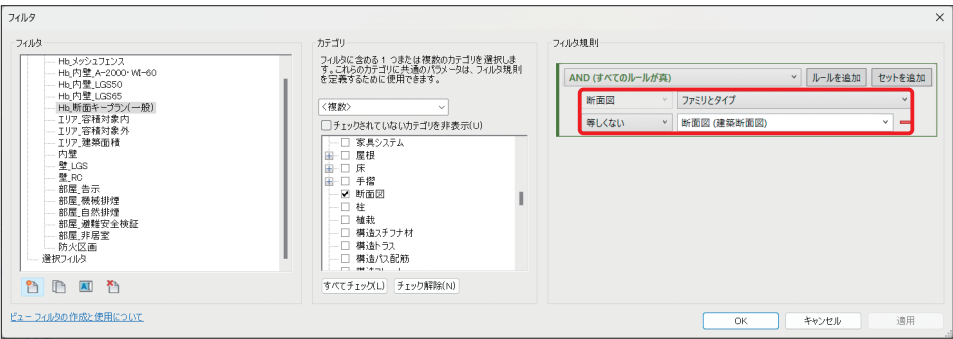 フィルタ
フィルタ
Hb_メッシュフェンス
Hb_内壁_A-2000・WI-60
Hb_内壁_LGS50
Hb_内壁_LGS65
Hb_断面キープラン(一般)
エリア_容積対象内
エリア_容積対象外
エリア_建築面積
内壁
壁_LGS
壁_RC
部屋_告示
部屋_機械排煙
部屋_自然排煙
部屋_避難安全検証
部屋_非居室
防火区画
選択フィルタ
ビュー フィルタの作成と使用について
カテゴリ
フィルタに含める 1 つまたは複数のカテゴリを選択しま
す。これらのカテゴリに共通のパラメータは、フィルタ規則
を定義するために使用できます。
<複数>
チェックされていないカテゴリを非表示(U)
家具システム
屋根
床
手摺
断面図
柱
植栽
構造スチフナ材
構造トラス
構造パス配筋
すべてチェック(L)
チェック解除(N)
フィルタ規則
AND (すべてのルールが真)
ルールを追加
セットを追加
断面図
ファミリとタイプ
等しくない
断面図 (建築断面図)
OK
キャンセル
適用